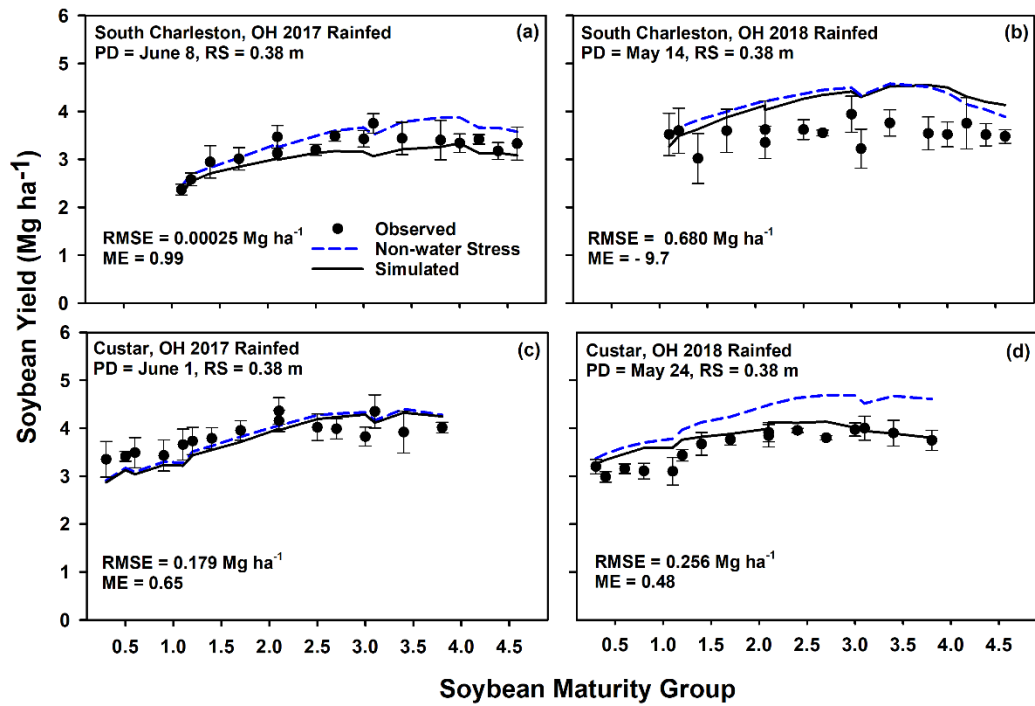 South Charleston, OH 2017 Rainfed (a)
PD = June 8, RS = 0.38 m
Observed
Non-water Stress
Simulated
RMSE = 0.00025 Mg ha⁻¹
ME = 0.99
South Charleston, OH 2018 Rainfed (b)
PD = May 14, RS = 0.38 m
RMSE = 0.680 Mg ha⁻¹
ME = - 9.7
6
5
4
3
2
1
0
Custar, OH 2017 Rainfed (c)
PD = June 1, RS = 0.38 m
RMSE = 0.179 Mg ha⁻¹
ME = 0.65
Custar, OH 2018 Rainfed (d)
PD = May 24, RS = 0.38 m
RMSE = 0.256 Mg ha⁻¹
ME = 0.48
6
5
4
3
2
1
0
0.5 1.0 1.5 2.0 2.5 3.0 3.5 4.0 4.5
0.5 1.0 1.5 2.0 2.5 3.0 3.5 4.0 4.5
Soybean Yield (Mg ha⁻¹)
Soybean Maturity Group